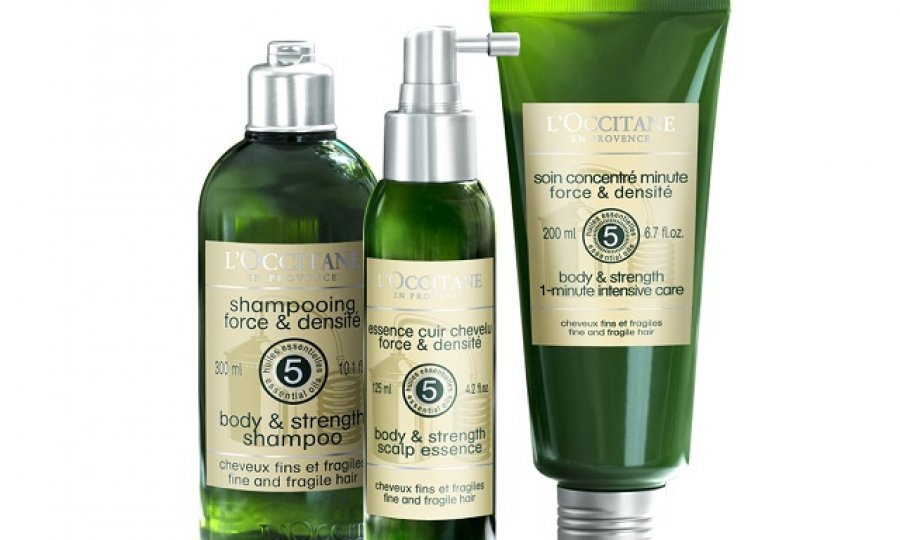 L'OCCITANE
EN PROVENCE
shampooing
force & densité
300 ml
huiles essentielles
5
essential oils
10.1 fl.
body & strength
shampoo
cheveux fins et fragiles
fine and fragile hair
L'OCCITANE
L'OCCITANE
EN PROVENCE
essence cuir chevelu
force & densité
125 ml
huiles essentielles
5
essential oils
4.2 fl.oz.
body & strength
scalp essence
cheveux fins et fragiles
fine and fragile hair
L'OCCITANE
EN PROVENCE
soin concentré minute
force & densité
200 ml
huiles essentielles
5
essential oils
6.7 fl.oz.
body & strength
1-minute intensive care
cheveux fins et fragiles
fine and fragile hair